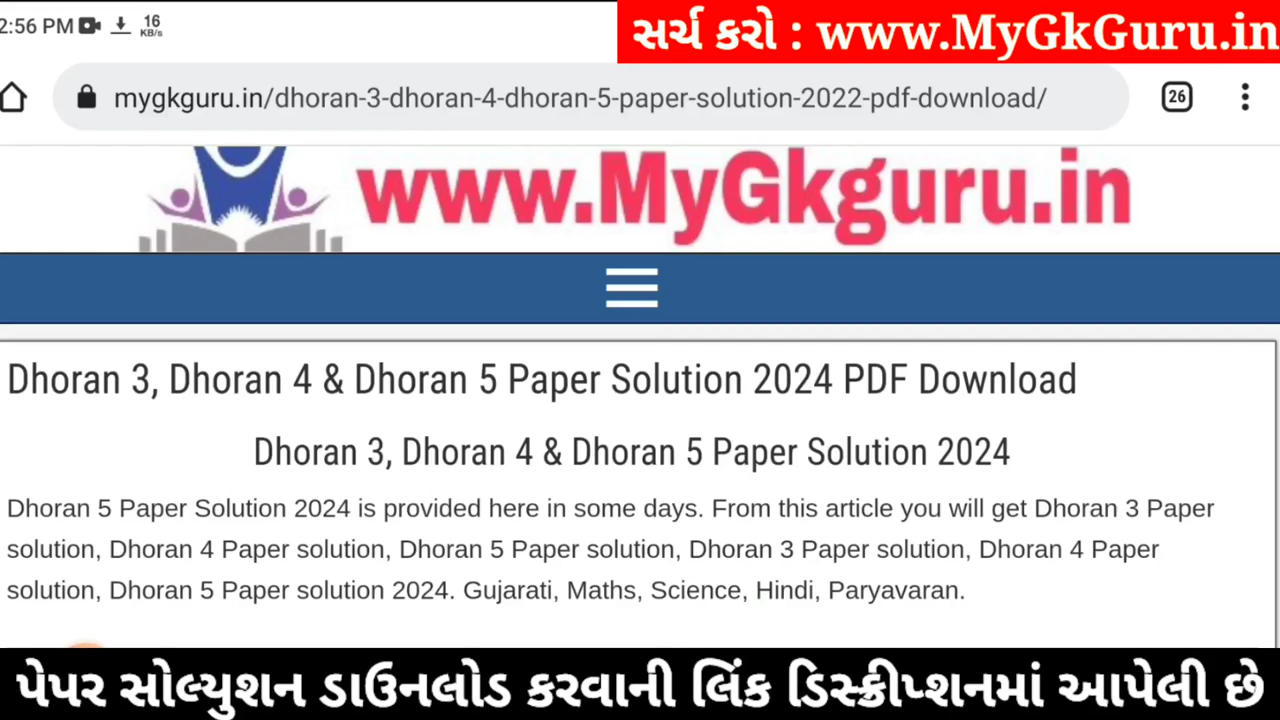 2:56 PM 16 KB/s
સર્ચ કરો : www.MyGkGuru.in
mygkguru.in/dhoran-3-dhoran-4-dhoran-5-paper-solution-2022-pdf-download/
26
www.MyGkguru.in
Dhoran 3, Dhoran 4 & Dhoran 5 Paper Solution 2024 PDF Download
Dhoran 3, Dhoran 4 & Dhoran 5 Paper Solution 2024
Dhoran 5 Paper Solution 2024 is provided here in some days. From this article you will get Dhoran 3 Paper
solution, Dhoran 4 Paper solution, Dhoran 5 Paper solution, Dhoran 3 Paper solution, Dhoran 4 Paper
solution, Dhoran 5 Paper solution 2024. Gujarati, Maths, Science, Hindi, Paryavaran.
પેપર સોલ્યુશન ડાઉનલોડ કરવાની લિંક ડિસ્ક્રીપ્શનમાં આપેલી છે